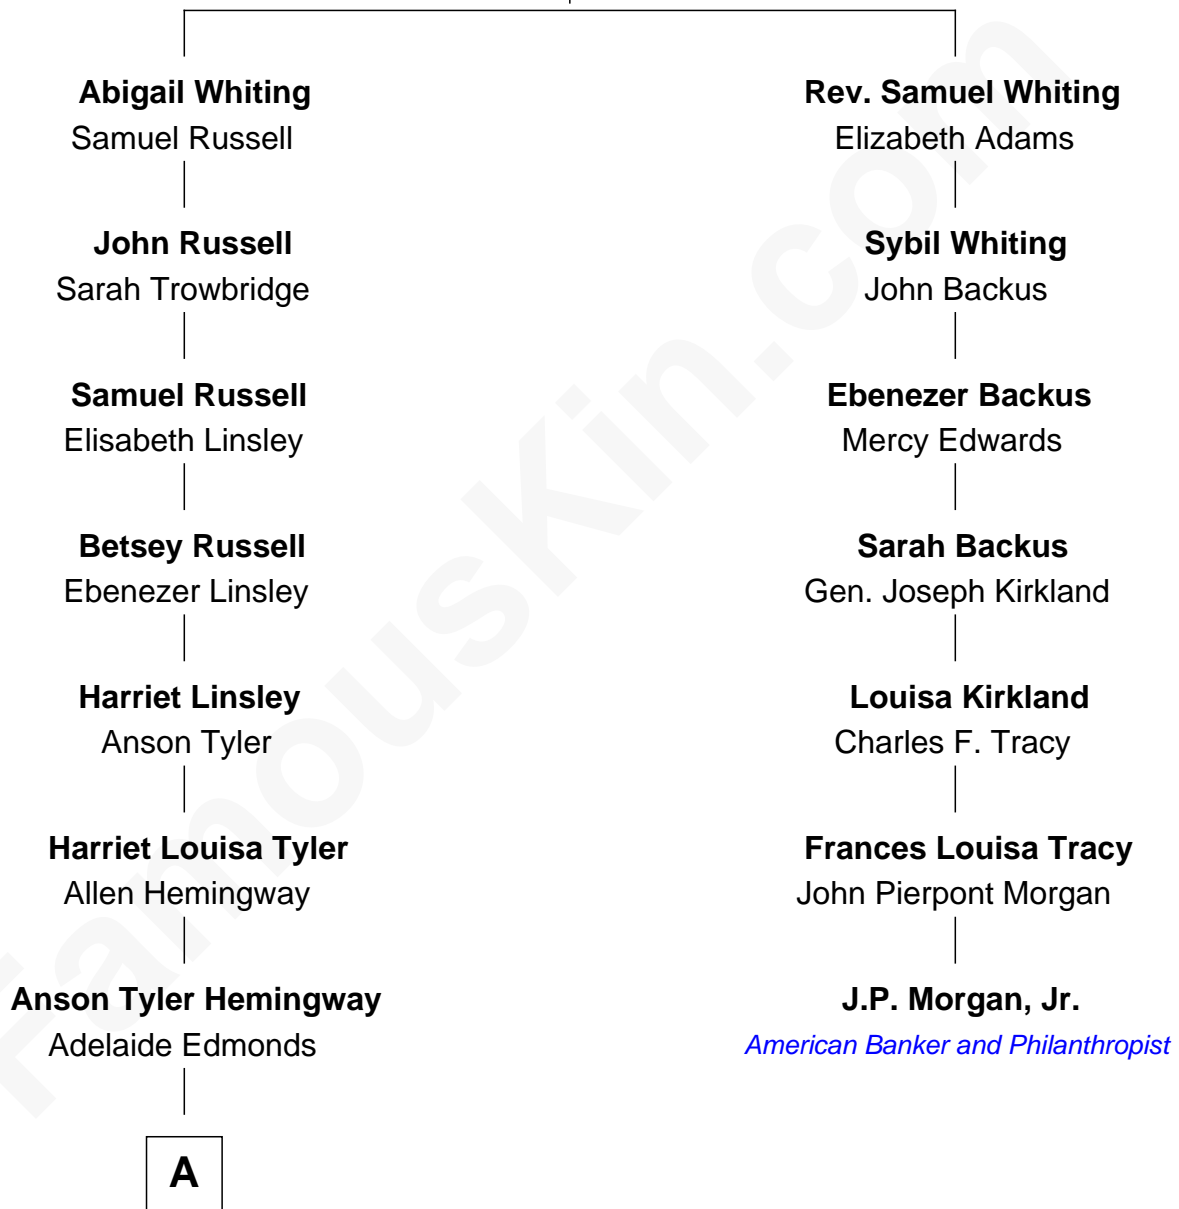 Abigail Whiting
Samuel Russell
Rev. Samuel Whiting
Elizabeth Adams
John Russell
Sarah Trowbridge
Sybil Whiting
John Backus
Samuel Russell
Elisabeth Linsley
Ebenezer Backus
Mercy Edwards
Betsey Russell
Ebenezer Linsley
Sarah Backus
Gen. Joseph Kirkland
Harriet Linsley
Anson Tyler
Louisa Kirkland
Charles F. Tracy
Harriet Louisa Tyler
Allen Hemingway
Frances Louisa Tracy
John Pierpont Morgan
Anson Tyler Hemingway
Adelaide Edmonds
J.P. Morgan, Jr.
American Banker and Philanthropist
A
FamousKin.com